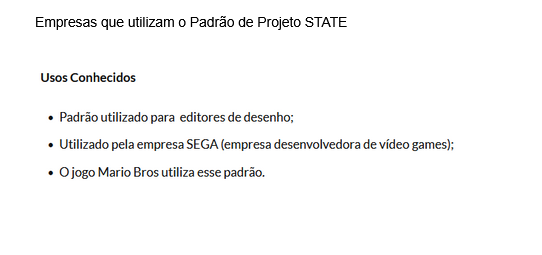 Empresas que utilizam o Padrão de Projeto STATE
Usos Conhecidos
• Padrão utilizado para editores de desenho;
• Utilizado pela empresa SEGA (empresa desenvolvedora de vídeo games);
• O jogo Mario Bros utiliza esse padrão.